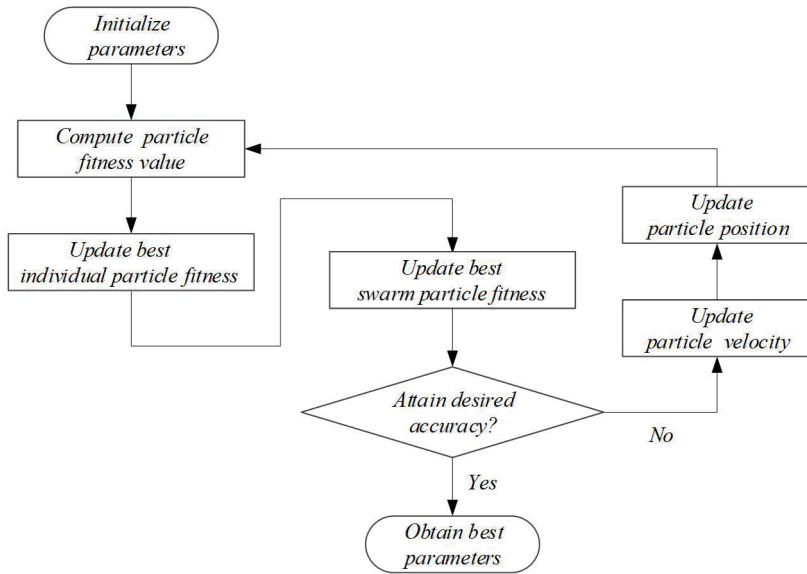 Initialize
parameters
Compute particle
fitness value
Update best
individual particle fitness
Update best
swarm particle fitness
Attain desired
accuracy?
No
Update
particle velocity
Update
particle position
Yes
Obtain best
parameters